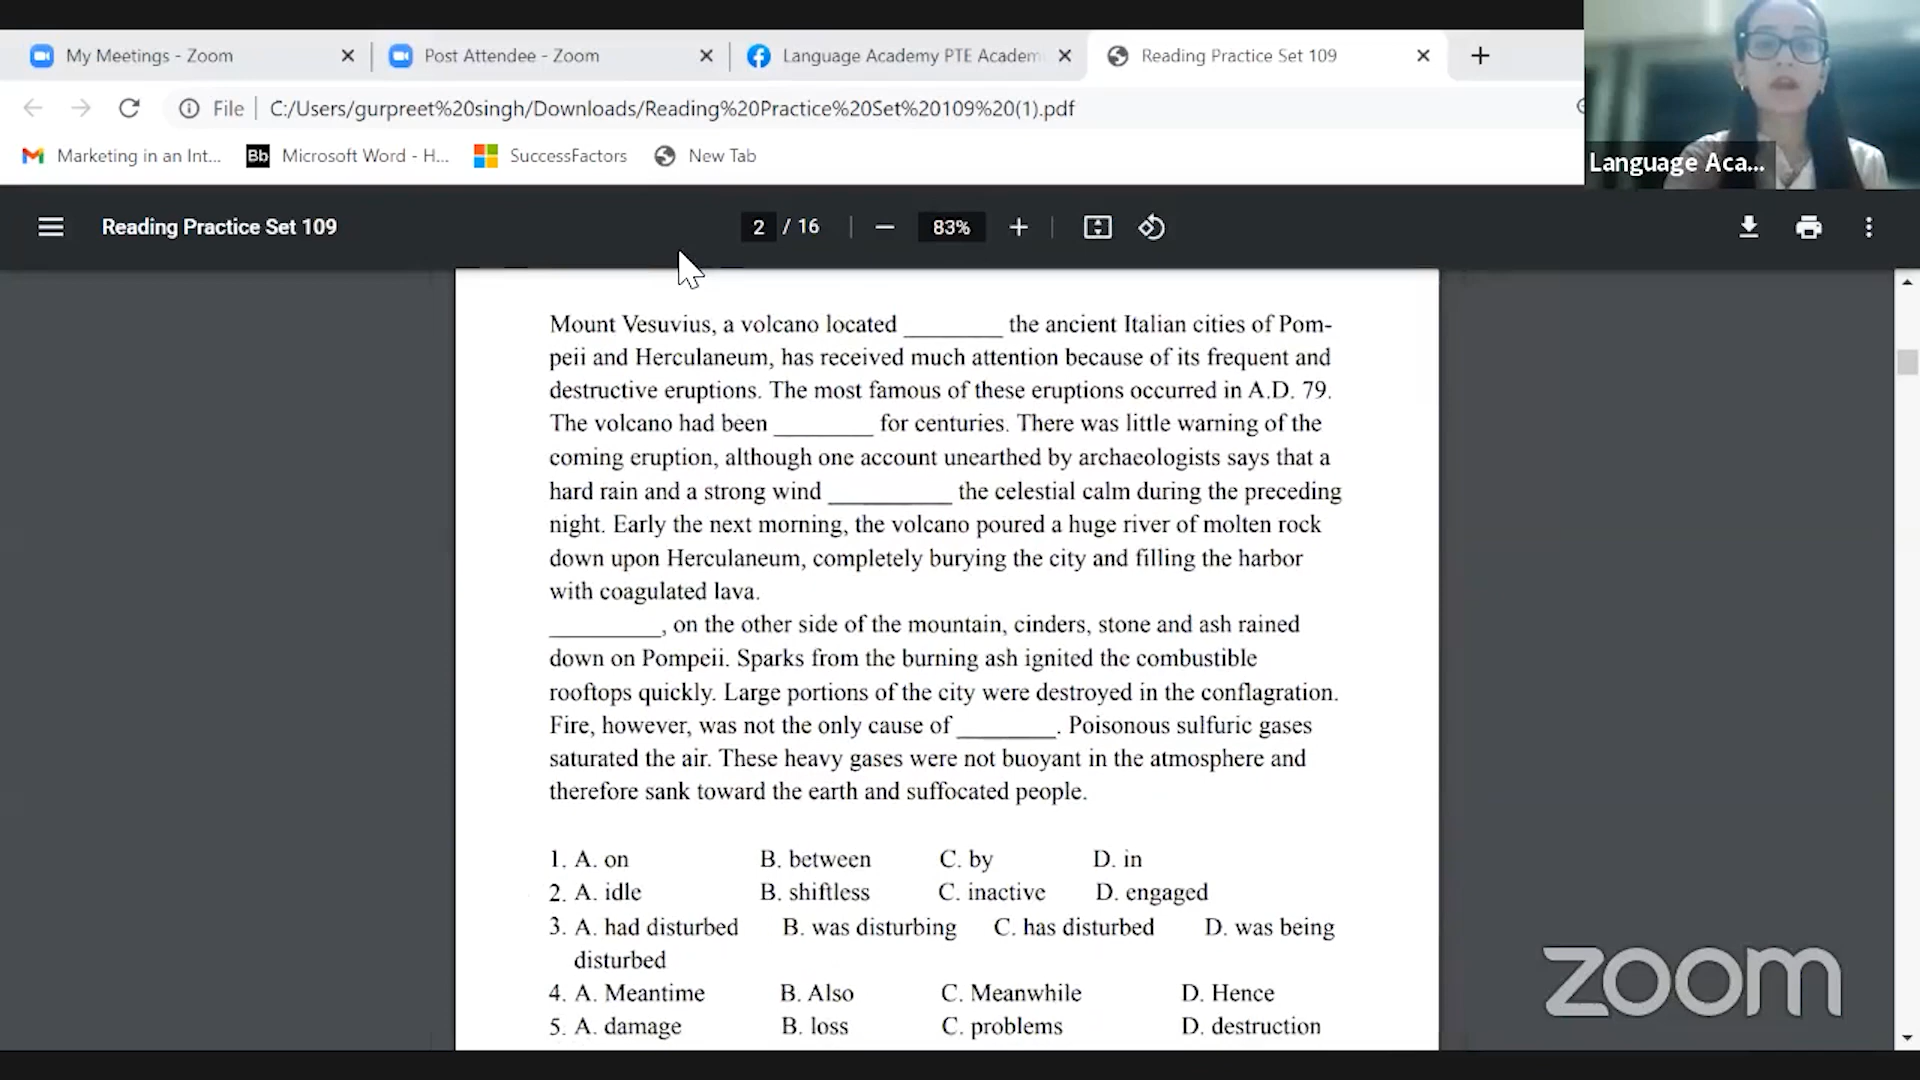 My Meetings - Zoom
Post Attendee - Zoom
Language Academy PTE Academ
Reading Practice Set 109
File
C:/Users/gurpreet%20singh/Downloads/Reading%20Practice%20Set%20109%20(1).pdf
Marketing in an Int...
Bb Microsoft Word - H...
SuccessFactors
New Tab
Language Aca...
Reading Practice Set 109
2 / 16
83%
Mount Vesuvius, a volcano located ________ the ancient Italian cities of Pom-
peii and Herculaneum, has received much attention because of its frequent and
destructive eruptions. The most famous of these eruptions occurred in A.D. 79.
The volcano had been ________ for centuries. There was little warning of the
coming eruption, although one account unearthed by archaeologists says that a
hard rain and a strong wind __________ the celestial calm during the preceding
night. Early the next morning, the volcano poured a huge river of molten rock
down upon Herculaneum, completely burying the city and filling the harbor
with coagulated lava.
_________, on the other side of the mountain, cinders, stone and ash rained
down on Pompeii. Sparks from the burning ash ignited the combustible
rooftops quickly. Large portions of the city were destroyed in the conflagration.
Fire, however, was not the only cause of ________. Poisonous sulfuric gases
saturated the air. These heavy gases were not buoyant in the atmosphere and
therefore sank toward the earth and suffocated people.
1. A. on B. between C. by D. in
2. A. idle B. shiftless C. inactive D. engaged
3. A. had disturbed B. was disturbing C. has disturbed D. was being
disturbed
4. A. Meantime B. Also C. Meanwhile D. Hence
5. A. damage B. loss C. problems D. destruction
zoom